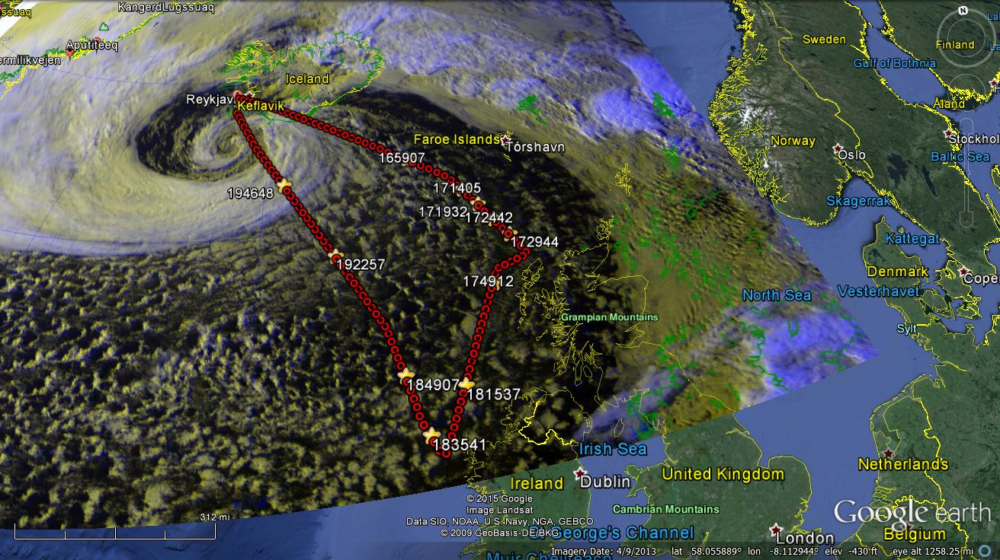 ssuaq
KangerdLugssuaq
N
Sweden
Finland
Aputiteeq
ermilikvejen
Gulf of Bothnia
Iceland
Reykjav
Keflavik
Åland
Faroe Islands
Tórshavn
Norway
Oslo
Stockhol
Baltic Sea
165907
171405
194648
171932
172442
Skagerrak
172944
Kattegat
192257
174912
Denmark
Cope
North Sea
Vesterhavet
Grampian Mountains
Sylt
184907
181537
183541
Irish Sea
Netherlands
Ireland
Dublin
United Kingdom
© 2015 Google
Image Landsat
Data SIO, NOAA, U.S. Navy, NGA, GEBCO
© 2009 GeoBasis-DE/BKG
Cambrian Mountains
312 mi
Google earth
St George's Channel
London
Belgium
Imagery Date: 4/9/2013 lat 58.055889° lon -8.112944° elev -430 ft eye alt 1258.25 mi